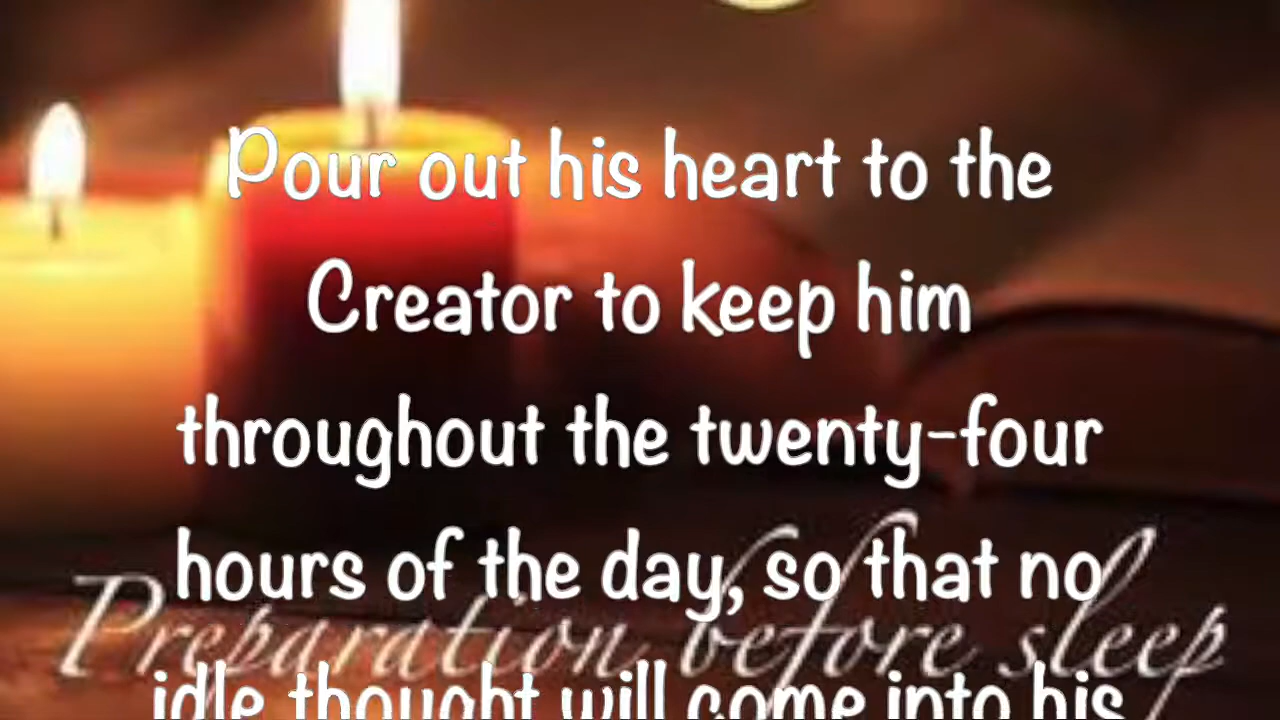 Pour out his heart to the
Creator to keep him
throughout the twenty-four
hours of the day, so that no
Preparation before sleep
idle thought will come into his